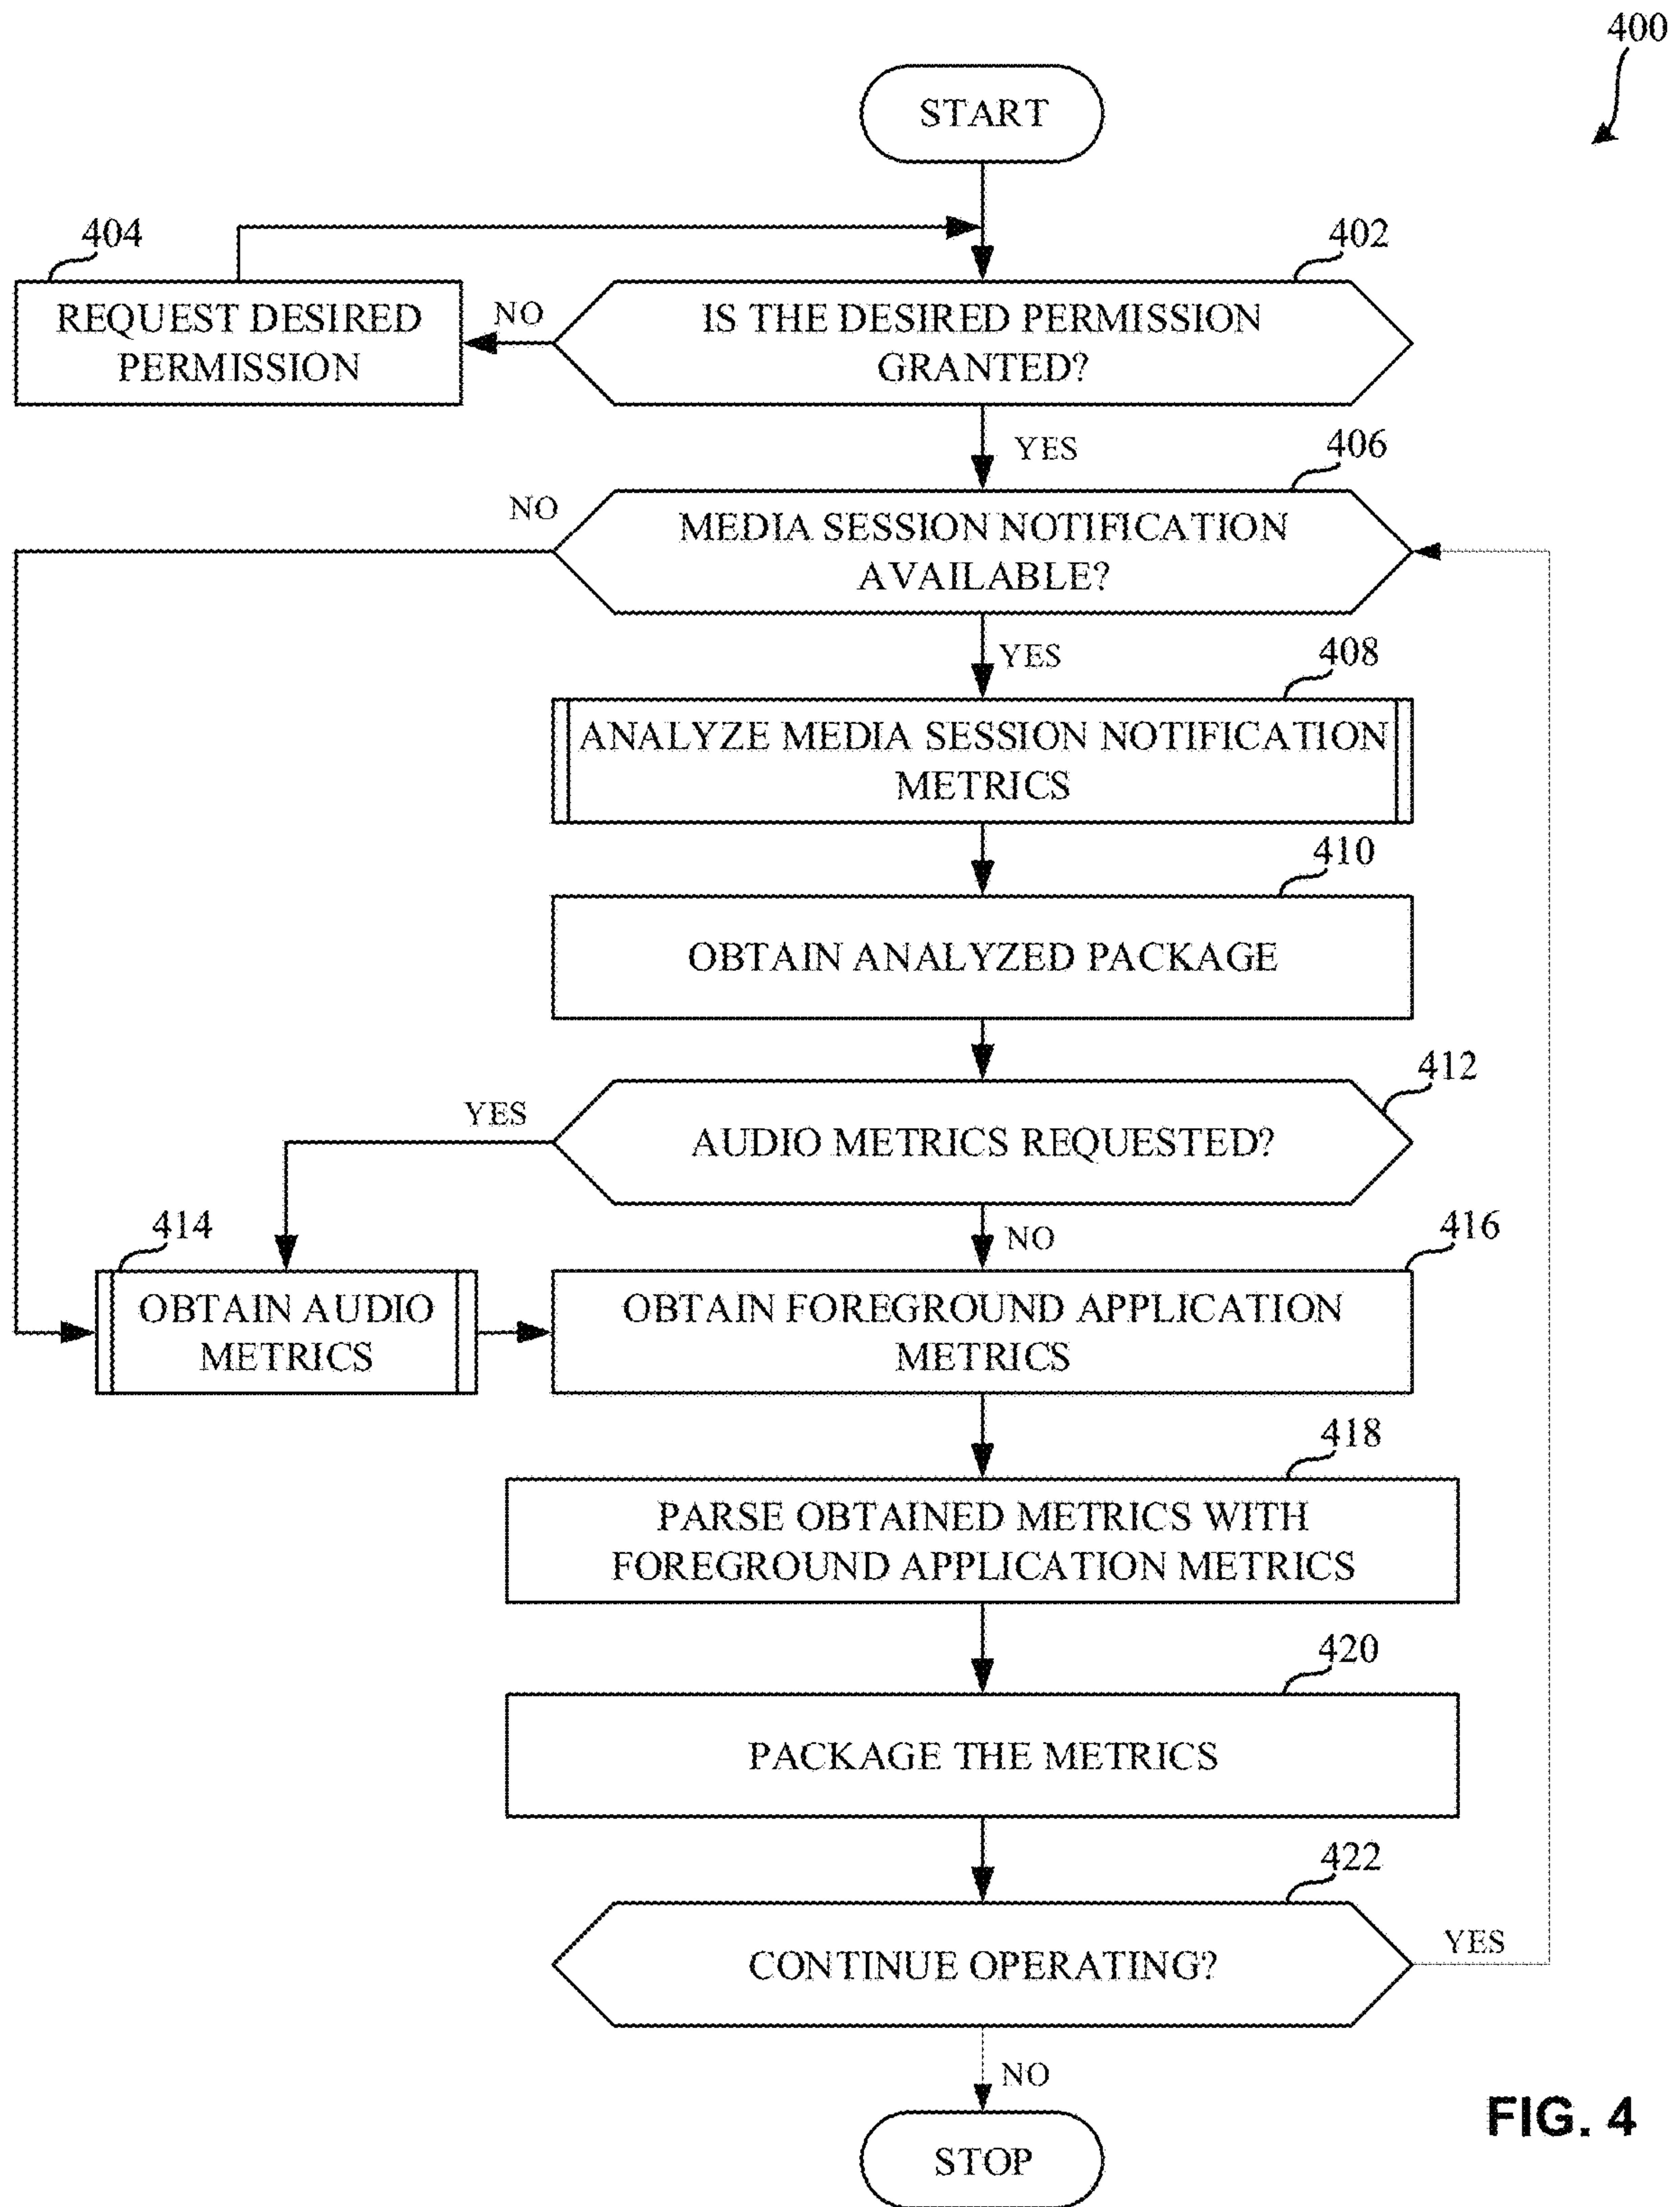 400
START
404
402
REQUEST DESIRED
PERMISSION
NO
IS THE DESIRED PERMISSION
GRANTED?
YES
406
NO
MEDIA SESSION NOTIFICATION
AVAILABLE?
YES
408
ANALYZE MEDIA SESSION NOTIFICATION
METRICS
410
OBTAIN ANALYZED PACKAGE
412
YES
AUDIO METRICS REQUESTED?
414
NO
416
OBTAIN AUDIO
METRICS
OBTAIN FOREGROUND APPLICATION
METRICS
418
PARSE OBTAINED METRICS WITH
FOREGROUND APPLICATION METRICS
420
PACKAGE THE METRICS
422
CONTINUE OPERATING?
YES
NO
STOP
FIG. 4